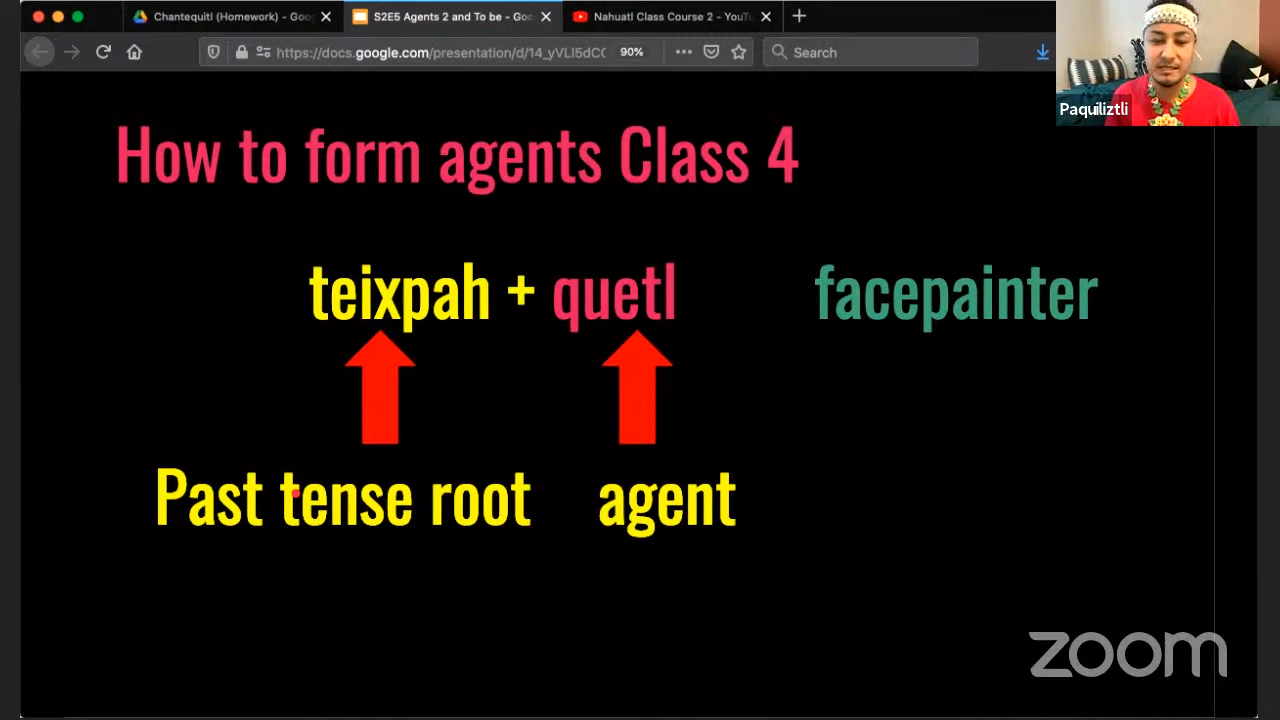 Chantequitl (Homework) - Goo
S2E5 Agents 2 and To be - Goo
Nahuatl Class Course 2 - YouTu
https://docs.google.com/presentation/d/14_yVLI5dC
90%
Search
Paquiliztli
How to form agents Class 4
teixpah + quetl facepainter
Past tense root agent
zoom